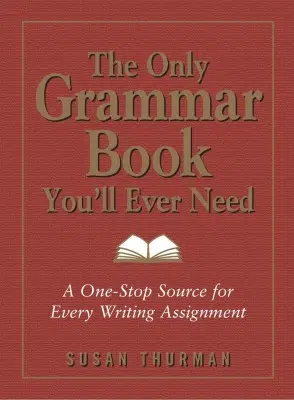 The Only
Grammar
Book
You'll Ever Need
A One-Stop Source for
Every Writing Assignment
SUSAN THURMAN